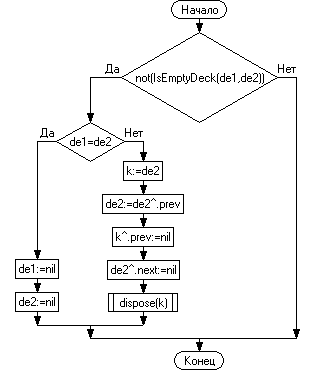 Начало
not(IsEmptyDeck(de1,de2))
Да
Нет
de1=de2
Да
Нет
k:=de2
de2:=de2^.prev
k^.prev:=nil
de1:=nil
de2^.next:=nil
de2:=nil
dispose(k)
Конец